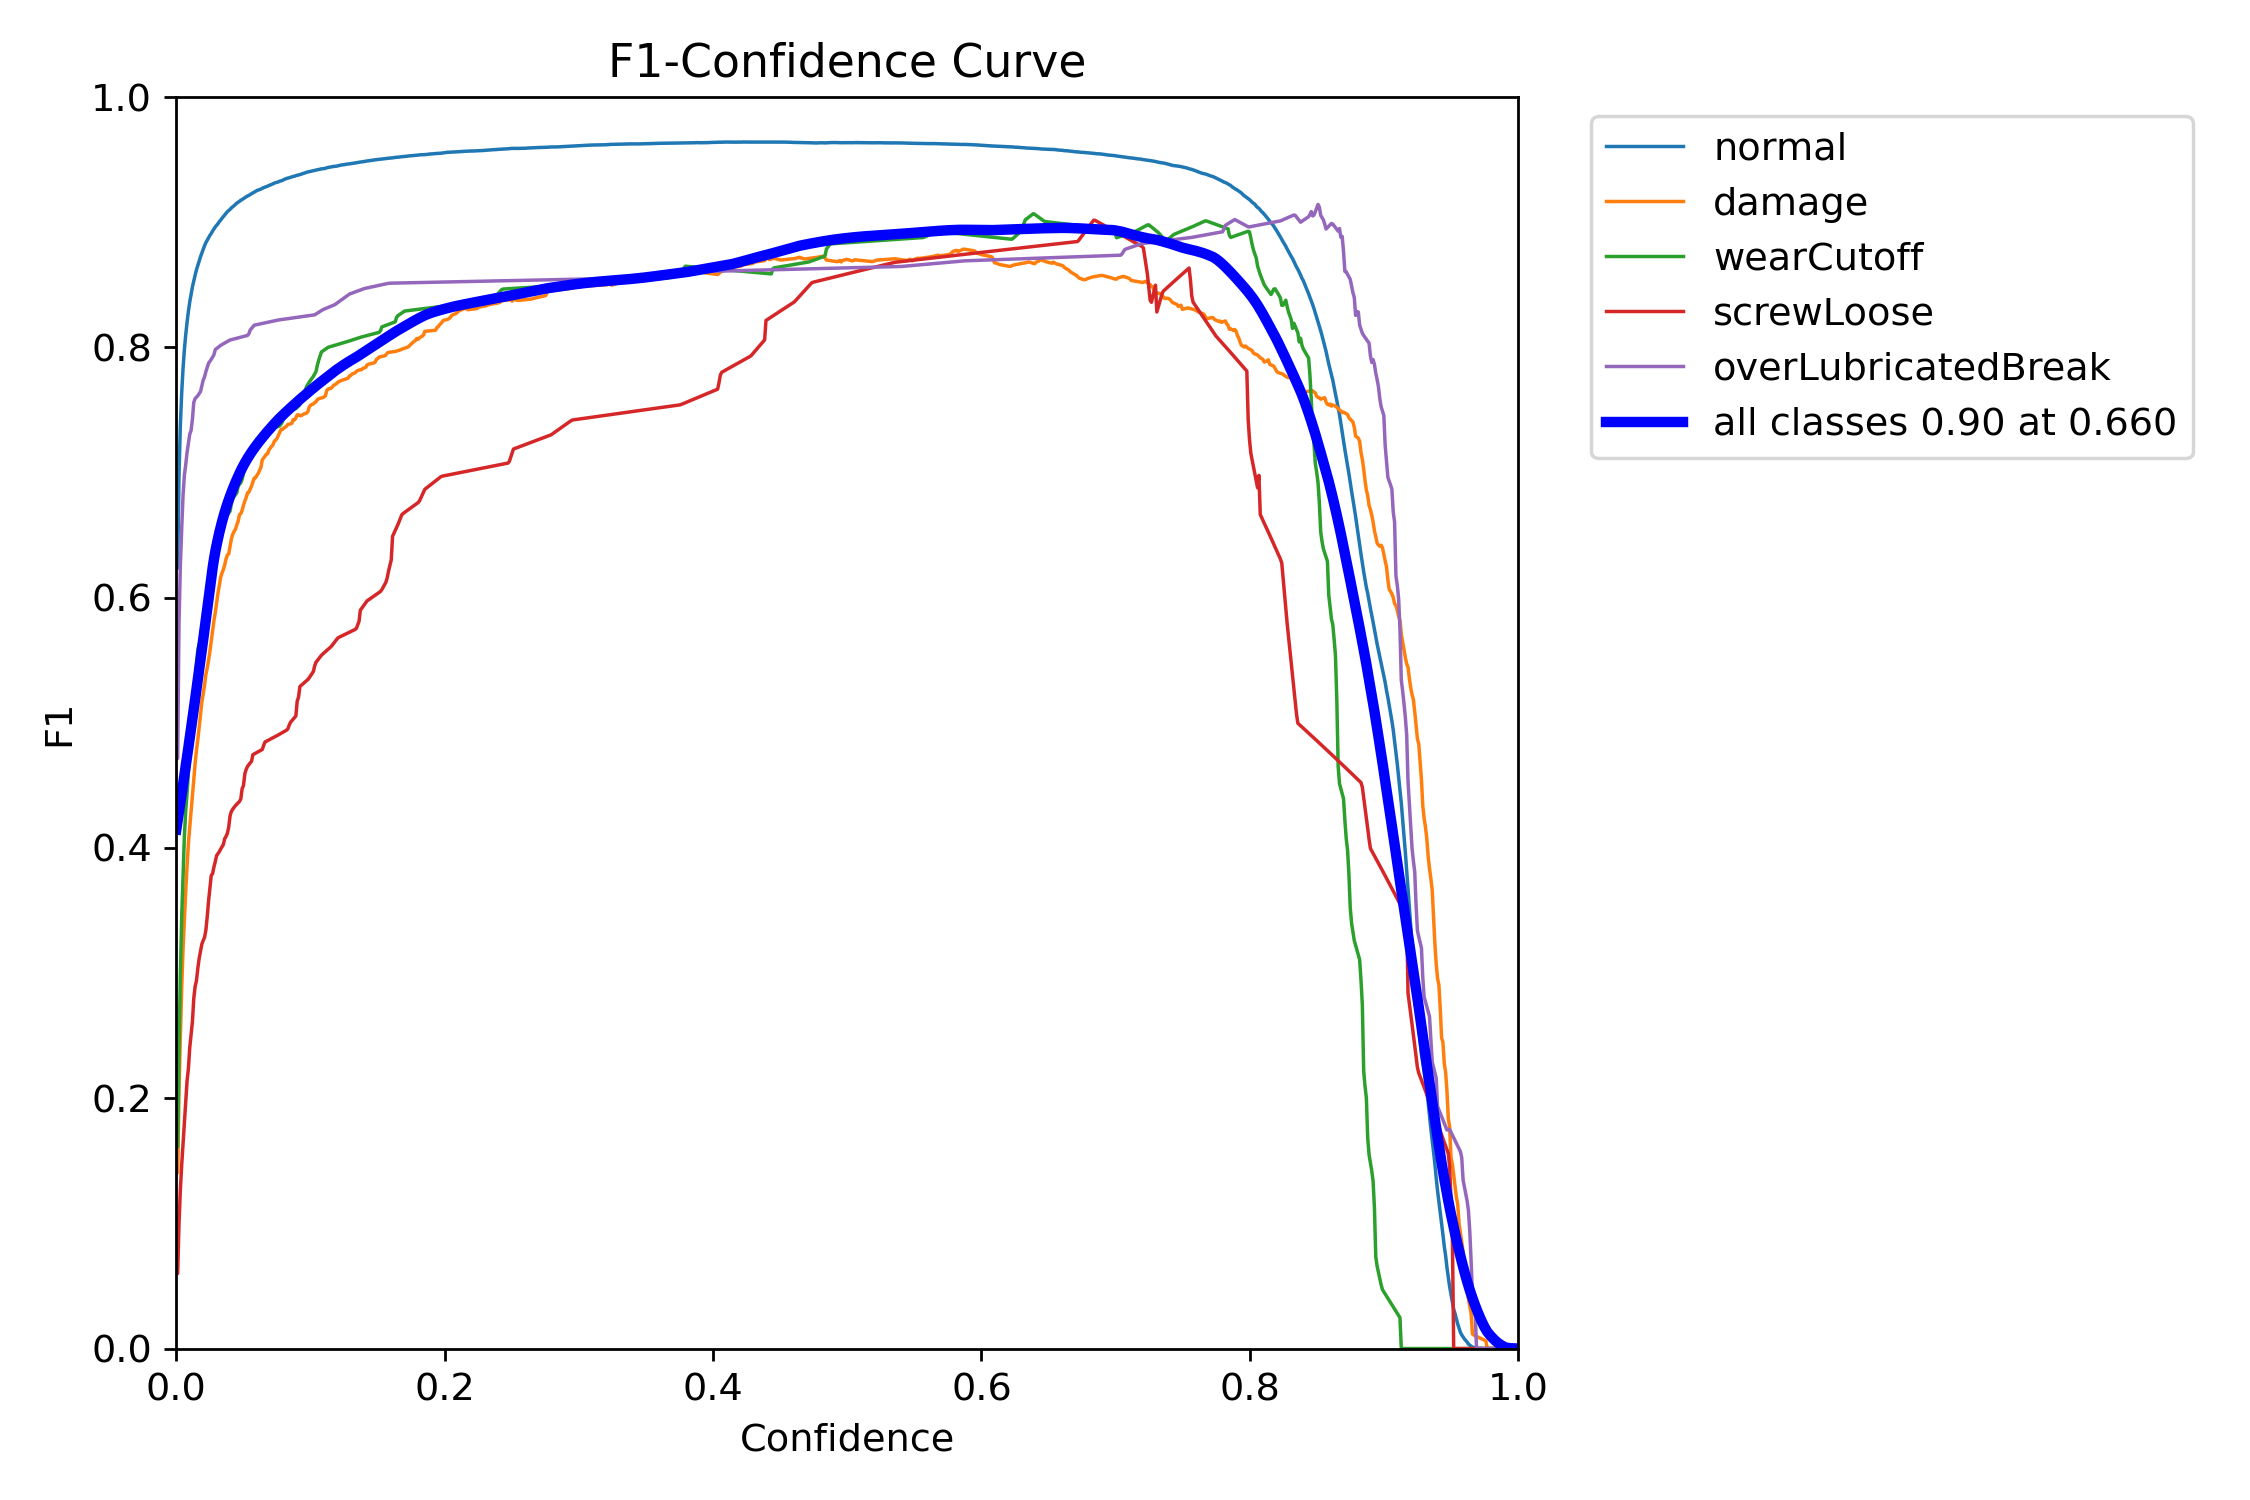 F1-Confidence Curve
1.0
0.8
0.6
0.4
0.2
0.0
F1
0.0 0.2 0.4 0.6 0.8 1.0
Confidence
normal
damage
wearCutoff
screwLoose
overLubricatedBreak
all classes 0.90 at 0.660